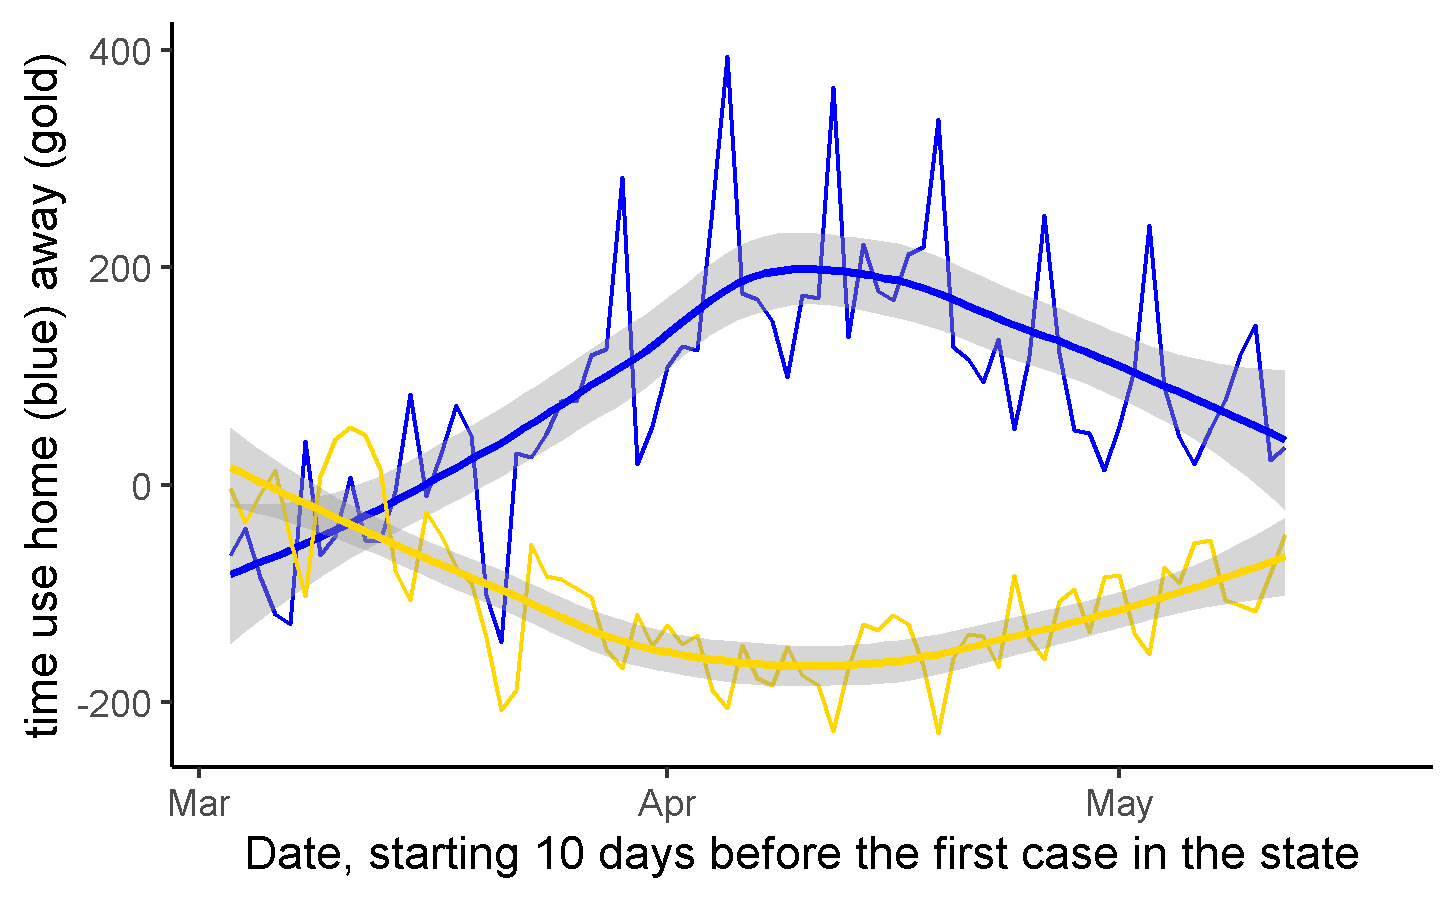 time use home (blue) away (gold)
400
200
0
-200
Mar
Apr
May
Date, starting 10 days before the first case in the state